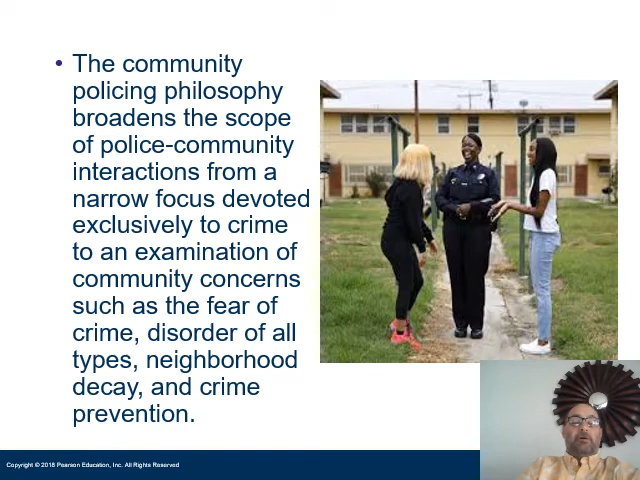 • The community
policing philosophy
broadens the scope
of police-community
interactions from a
narrow focus devoted
exclusively to crime
to an examination of
community concerns
such as the fear of
crime, disorder of all
types, neighborhood
decay, and crime
prevention.
Copyright © 2018 Pearson Education, Inc. All Rights Reserved